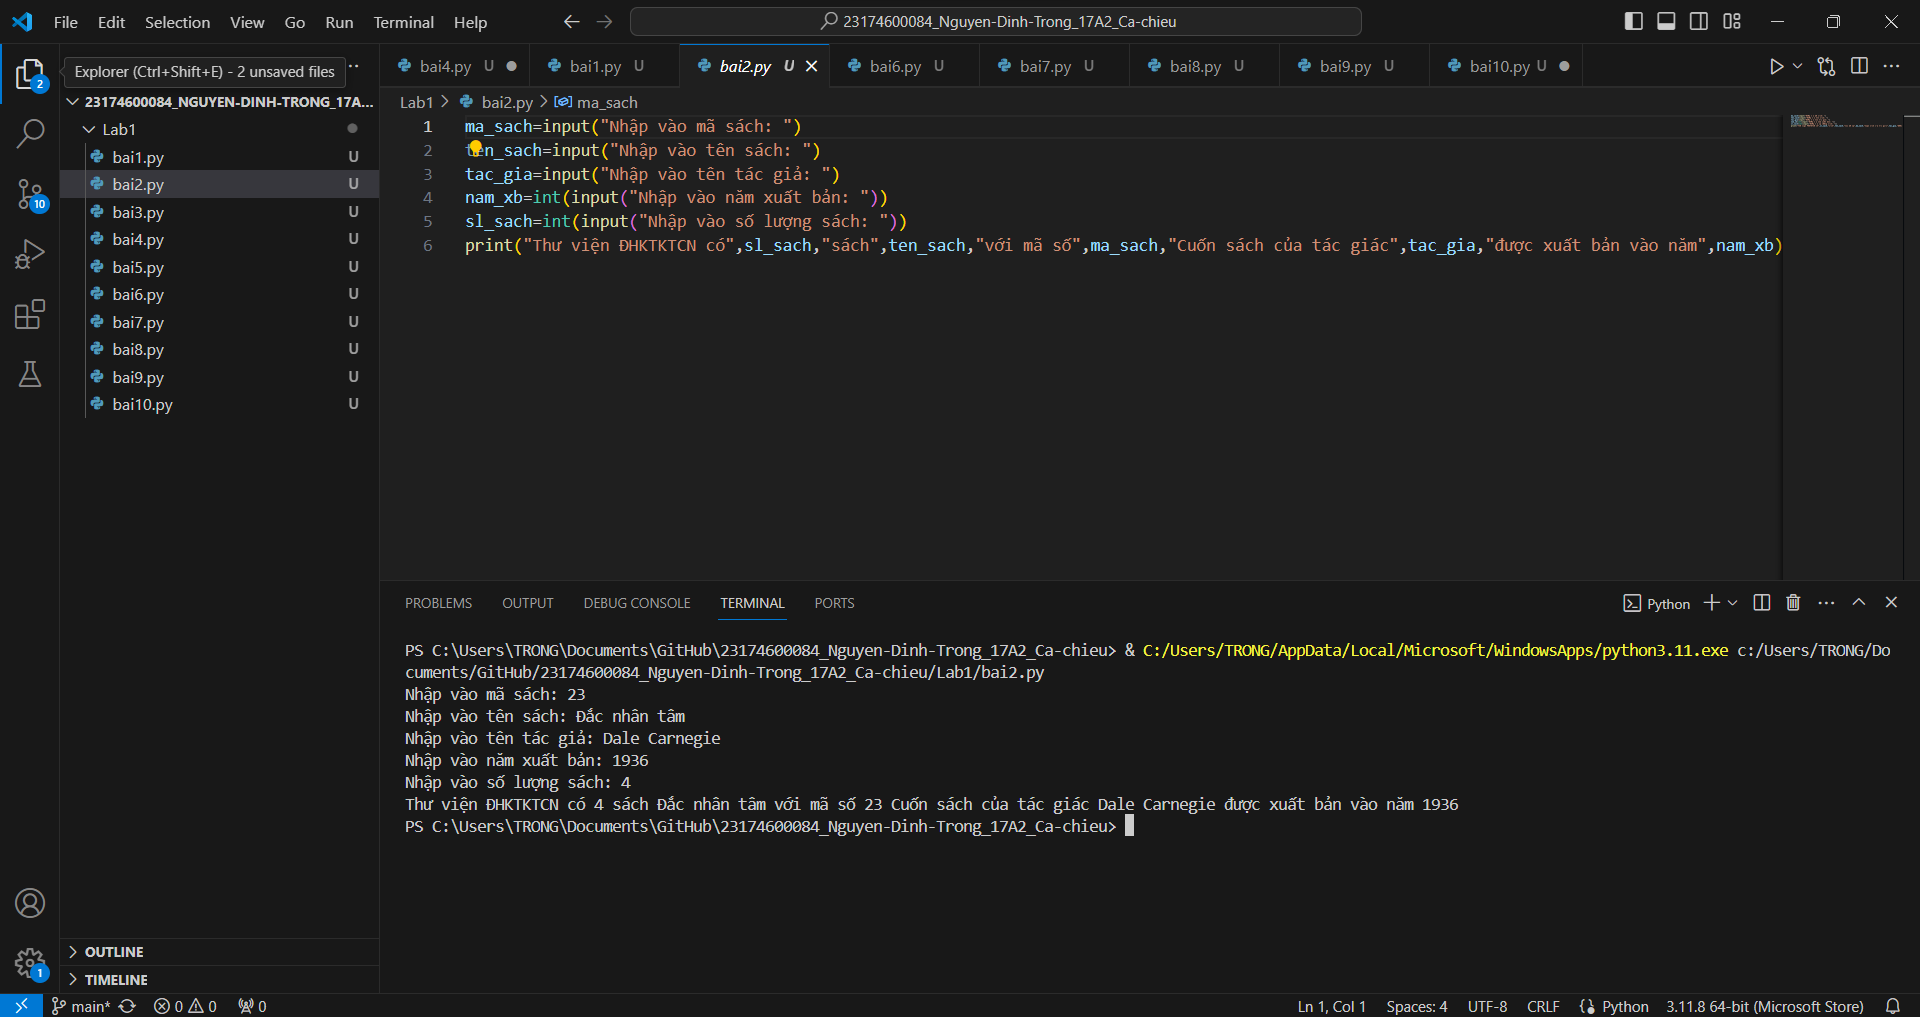 File Edit Selection View Go Run Terminal Help
23174600084_Nguyen-Dinh-Trong_17A2_Ca-chieu
Explorer (Ctrl+Shift+E) - 2 unsaved files
2
bai4.py U
bai1.py U
bai2.py U
bai6.py U
bai7.py U
bai8.py U
bai9.py U
bai10.py U
23174600084_NGUYEN-DINH-TRONG_17A...
Lab1
bai1.py U
bai2.py U
bai3.py U
bai4.py U
bai5.py U
bai6.py U
bai7.py U
bai8.py U
bai9.py U
bai10.py U
10
Lab1 > bai2.py > ma_sach
1 ma_sach=input("Nhập vào mã sách: ")
2 ten_sach=input("Nhập vào tên sách: ")
3 tac_gia=input("Nhập vào tên tác giả: ")
4 nam_xb=int(input("Nhập vào năm xuất bản: "))
5 sl_sach=int(input("Nhập vào số lượng sách: "))
6 print("Thư viện ĐHKTKTCN có",sl_sach,"sách",ten_sach,"với mã số",ma_sach,"Cuốn sách của tác giác",tac_gia,"được xuất bản vào năm",nam_xb)
PROBLEMS OUTPUT DEBUG CONSOLE TERMINAL PORTS
Python
PS C:\Users\TRONG\Documents\GitHub\23174600084_Nguyen-Dinh-Trong_17A2_Ca-chieu> & C:/Users/TRONG/AppData/Local/Microsoft/WindowsApps/python3.11.exe c:/Users/TRONG/Do
cuments/GitHub/23174600084_Nguyen-Dinh-Trong_17A2_Ca-chieu/Lab1/bai2.py
Nhập vào mã sách: 23
Nhập vào tên sách: Đắc nhân tâm
Nhập vào tên tác giả: Dale Carnegie
Nhập vào năm xuất bản: 1936
Nhập vào số lượng sách: 4
Thư viện ĐHKTKTCN có 4 sách Đắc nhân tâm với mã số 23 Cuốn sách của tác giác Dale Carnegie được xuất bản vào năm 1936
PS C:\Users\TRONG\Documents\GitHub\23174600084_Nguyen-Dinh-Trong_17A2_Ca-chieu>
OUTLINE
TIMELINE
1
main* 0 0 0
Ln 1, Col 1 Spaces: 4 UTF-8 CRLF Python 3.11.8 64-bit (Microsoft Store)